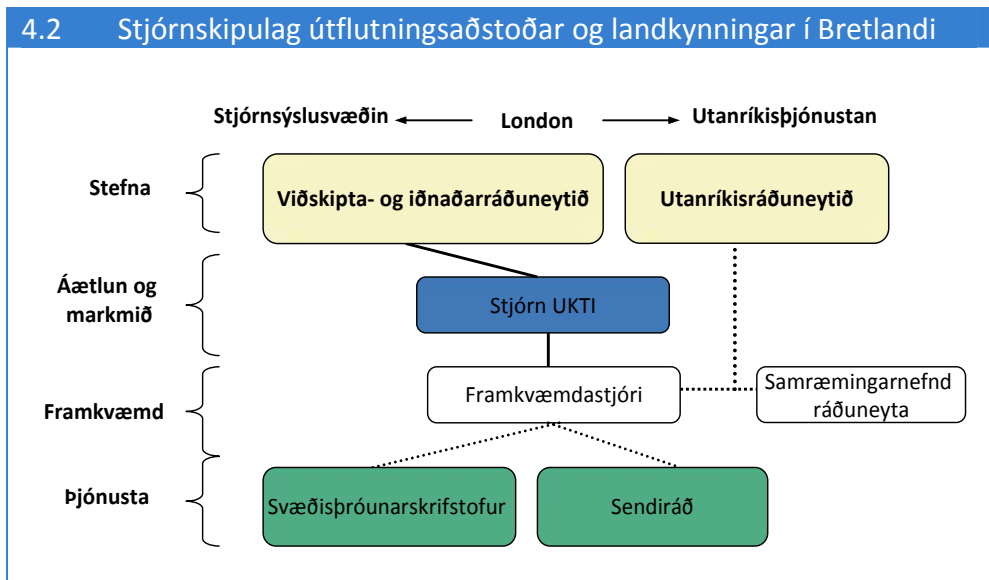 4.2 Stjórnskipulag útflutningsaðstoðar og landkynningar í Bretlandi
Stjórnsýslusvæðin London Utanríkisþjónustan
Stefna
Viðskipta- og iðnaðarráðuneytið
Utanríkisráðuneytið
Áætlun og
markmið
Stjórn UKTI
Framkvæmd
Framkvæmdastjóri
Samræmingarnefnd
ráðuneyta
Þjónusta
Svæðisþróunarskrifstofur
Sendiráð